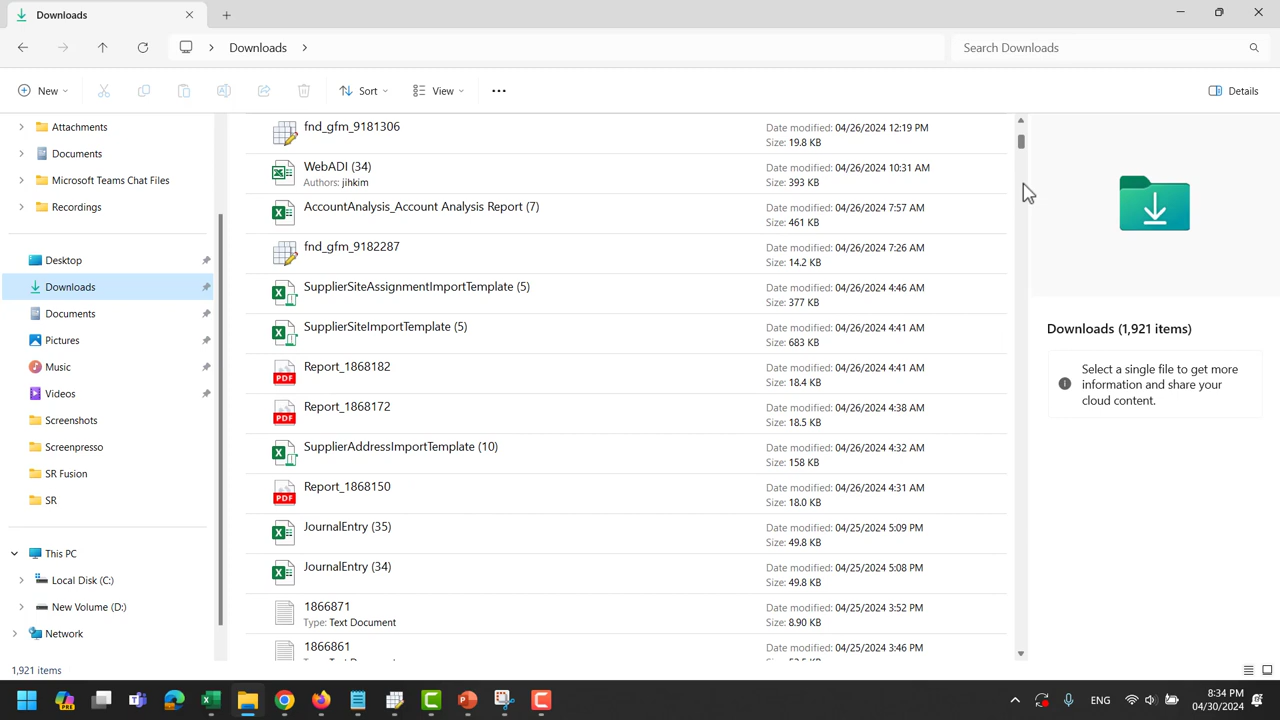 Downloads
Downloads
Search Downloads
New
Sort
View
Details
Attachments
Documents
Microsoft Teams Chat Files
Recordings
Desktop
Downloads
Documents
Pictures
Music
Videos
Screenshots
Screenpresso
SR Fusion
SR
This PC
Local Disk (C:)
New Volume (D:)
Network
1,921 items
fnd_gfm_9181306
Date modified: 04/26/2024 12:19 PM
Size: 19.8 KB
WebADI (34)
Date modified: 04/26/2024 10:31 AM
Authors: jihkim
Size: 393 KB
AccountAnalysis_Account Analysis Report (7)
Date modified: 04/26/2024 7:57 AM
Size: 461 KB
fnd_gfm_9182287
Date modified: 04/26/2024 7:26 AM
Size: 14.2 KB
SupplierSiteAssignmentImportTemplate (5)
Date modified: 04/26/2024 4:46 AM
Size: 377 KB
SupplierSiteImportTemplate (5)
Date modified: 04/26/2024 4:41 AM
Size: 683 KB
Report_1868182
Date modified: 04/26/2024 4:41 AM
Size: 18.4 KB
PDF
Report_1868172
Date modified: 04/26/2024 4:38 AM
Size: 18.5 KB
PDF
SupplierAddressImportTemplate (10)
Date modified: 04/26/2024 4:32 AM
Size: 158 KB
Report_1868150
Date modified: 04/26/2024 4:31 AM
Size: 18.0 KB
PDF
JournalEntry (35)
Date modified: 04/25/2024 5:09 PM
Size: 49.8 KB
JournalEntry (34)
Date modified: 04/25/2024 5:08 PM
Size: 49.8 KB
1866871
Date modified: 04/25/2024 3:52 PM
Type: Text Document
Size: 8.90 KB
1866861
Date modified: 04/25/2024 3:46 PM
Downloads (1,921 items)
Select a single file to get more
information and share your
cloud content.
ENG
8:34 PM
04/30/2024